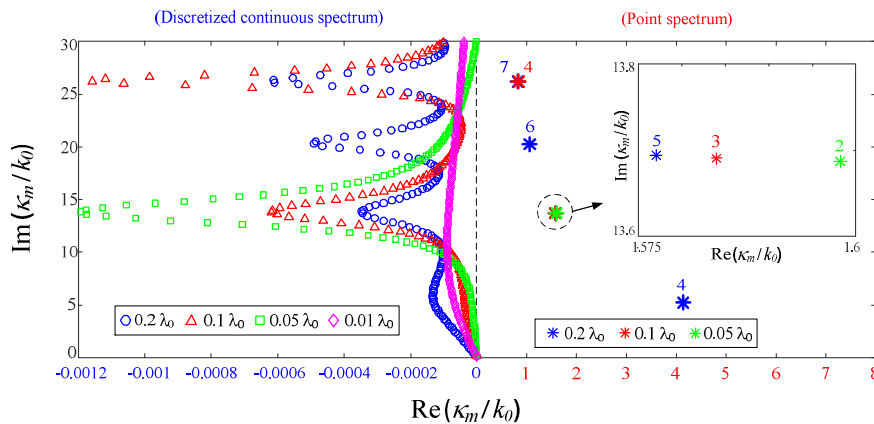 (Discretized continuous spectrum) (Point spectrum)
30
25
20
15
10
5
0
Im (κm/k0)
7 4
6
4
13.8
13.6
Im (κm/k0)
5 3 2
1.575 1.6
Re(κm/k0)
0.2 λ0 0.1 λ0 0.05 λ0 0.01 λ0
0.2 λ0 0.1 λ0 0.05 λ0
-0.0012 -0.001 -0.0008 -0.0006 -0.0004 -0.0002 0 1 2 3 4 5 6 7 8
Re (κm/k0)